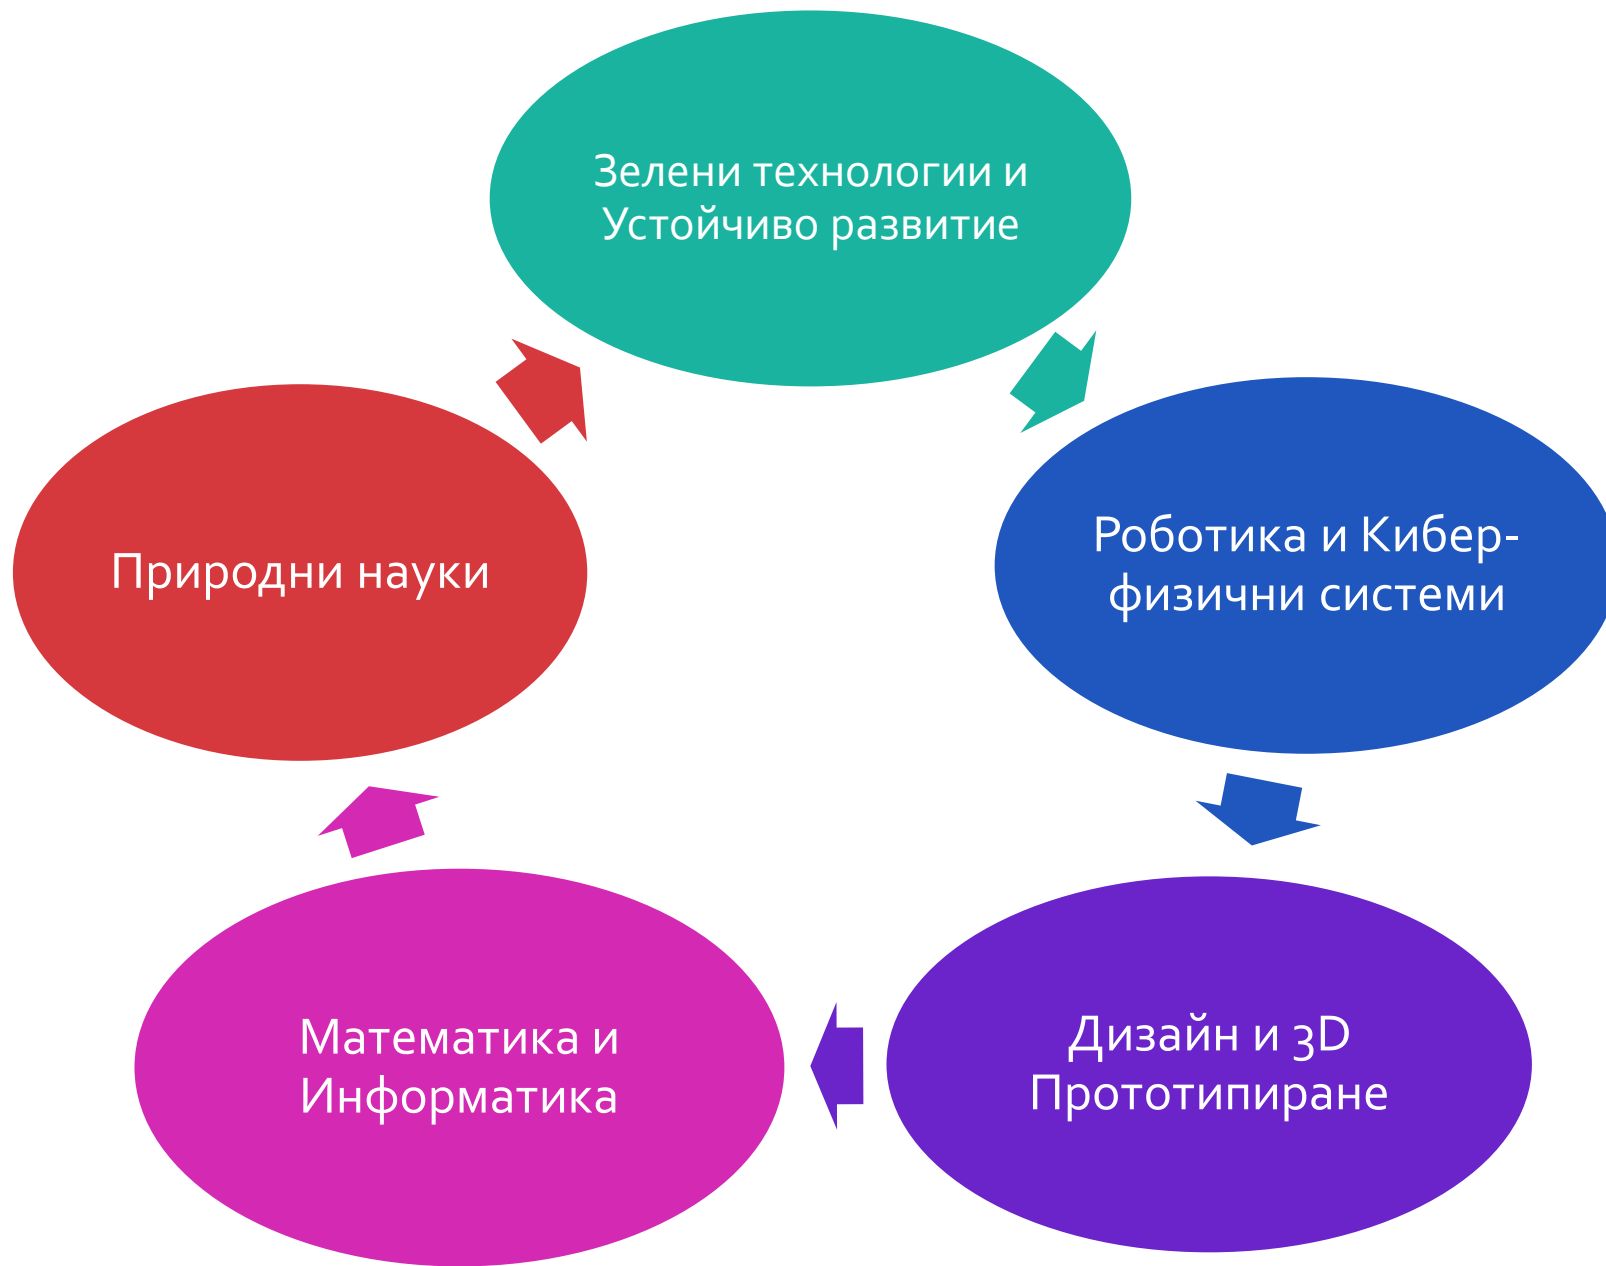 Зелени технологии и
Устойчиво развитие
Роботика и Кибер-
физични системи
Дизайн и 3D
Прототипиране
Математика и
Информатика
Природни науки